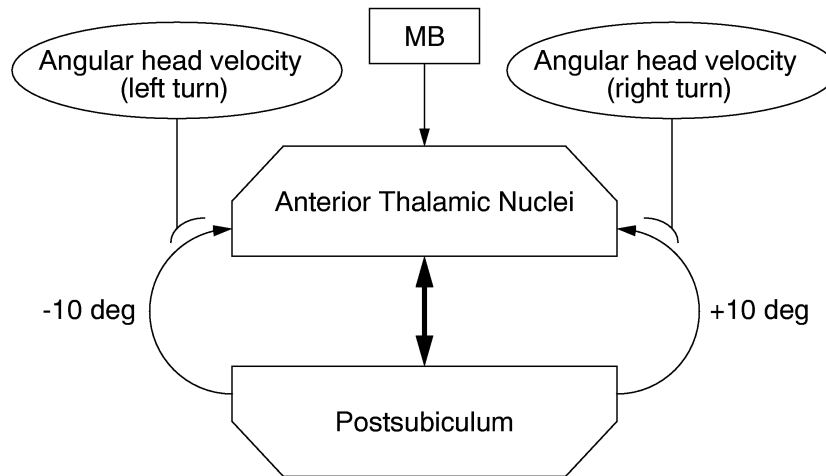 Angular head velocity
(left turn)
MB
Angular head velocity
(right turn)
Anterior Thalamic Nuclei
-10 deg
+10 deg
Postsubiculum